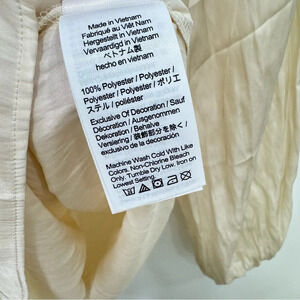 Made in Vietnam
Fabriqué au Viêt Nam
Hergestellt in Vietnam
Vervaardigd in Vietnam
ベトナム製
hecho en Vietnam
100% Polyester / Polyester /
Polyester / Polyester / ポリエ
ステル / poliéster
Exclusive Of Decoration / Sauf
Décoration / Ausgenommen
Dekoration / Behalve
Versiering / 装飾部分を除く /
exclusivo de decoración
Machine Wash Cold With Like
Colors. Non-Chlorine Bleach
Only. Tumble Dry Low. Iron on
Lowest Setting.